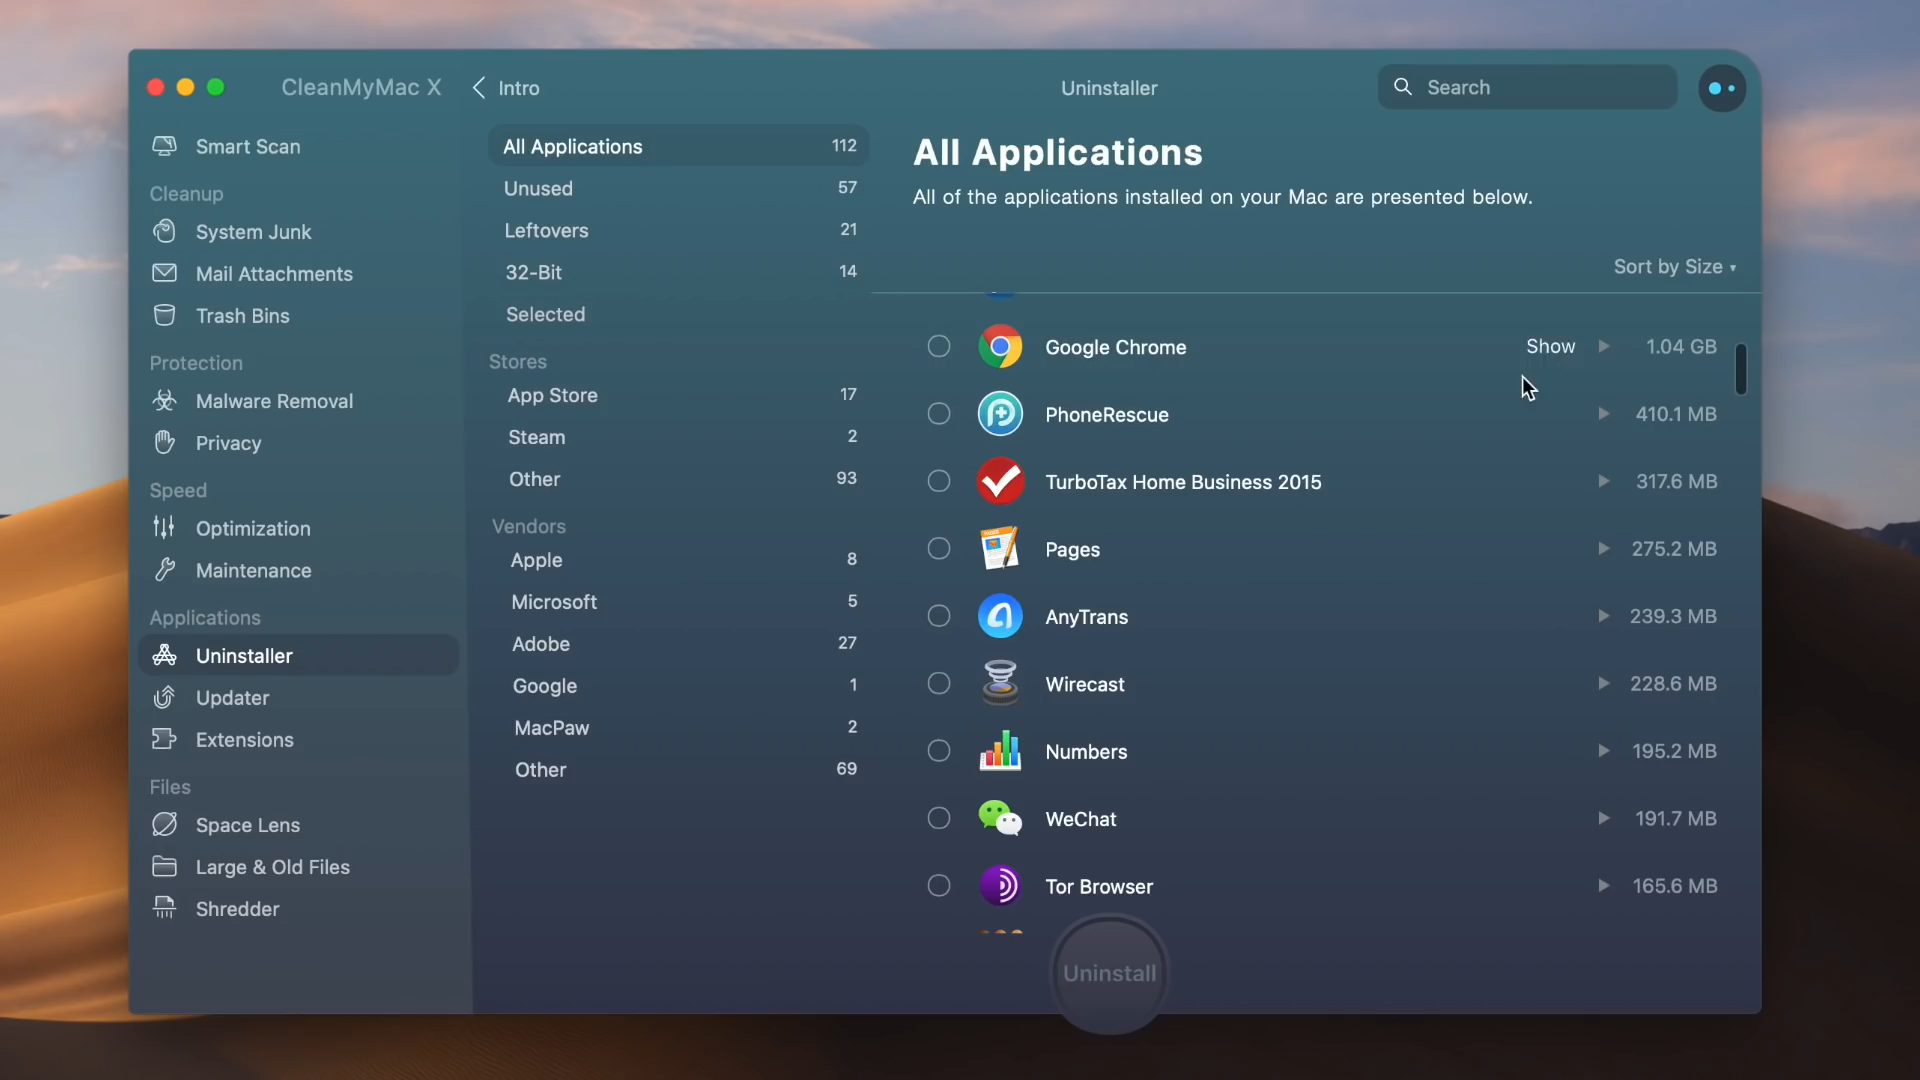 CleanMyMac X
Intro
Uninstaller
Search
Smart Scan
Cleanup
System Junk
Mail Attachments
Trash Bins
Protection
Malware Removal
Privacy
Speed
Optimization
Maintenance
Applications
Uninstaller
Updater
Extensions
Files
Space Lens
Large & Old Files
Shredder
All Applications 112
Unused 57
Leftovers 21
32-Bit 14
Selected
Stores
App Store 17
Steam 2
Other 93
Vendors
Apple 8
Microsoft 5
Adobe 27
Google 1
MacPaw 2
Other 69
All Applications
All of the applications installed on your Mac are presented below.
Sort by Size
Google Chrome Show 1.04 GB
PhoneRescue 410.1 MB
TurboTax Home Business 2015 317.6 MB
Pages 275.2 MB
AnyTrans 239.3 MB
Wirecast 228.6 MB
Numbers 195.2 MB
WeChat 191.7 MB
Tor Browser 165.6 MB
Uninstall